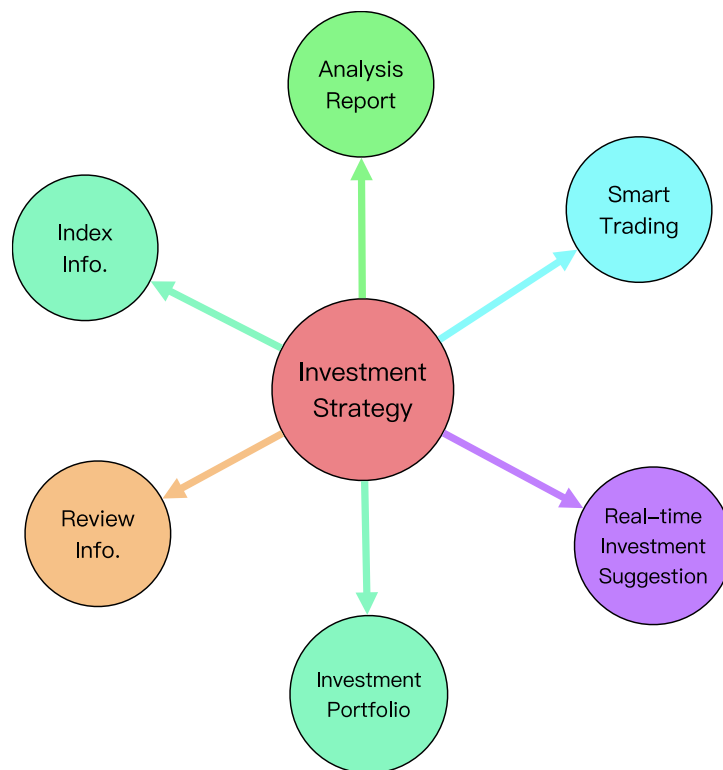 Analysis
Report
Smart
Trading
Index
Info.
Investment
Strategy
Review
Info.
Real-time
Investment
Suggestion
Investment
Portfolio